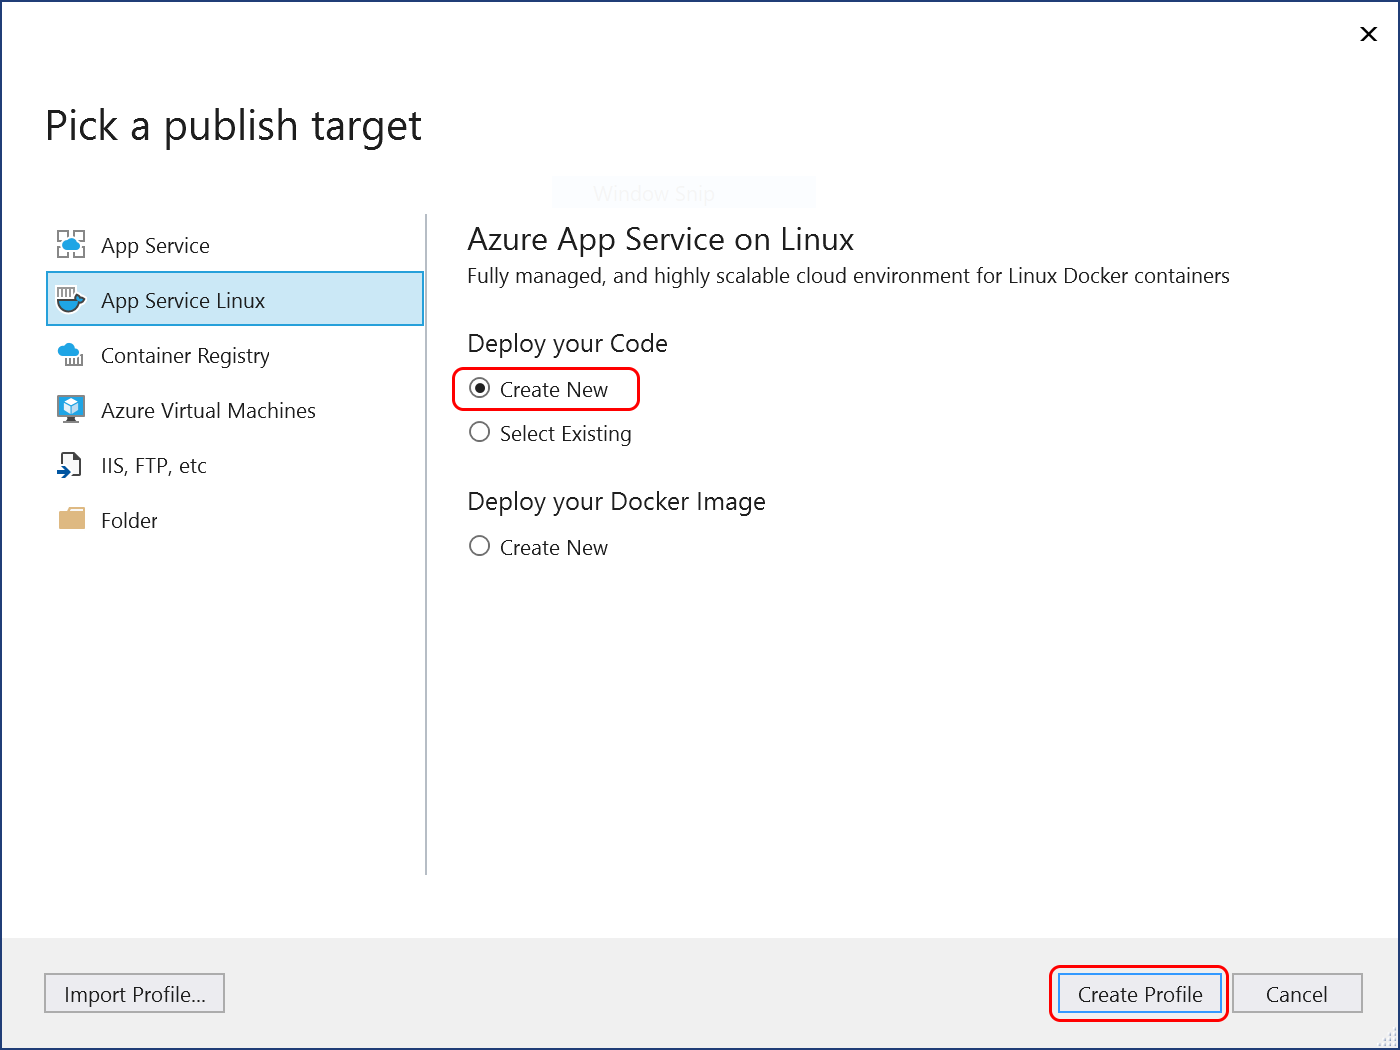 Pick a publish target
Window Snip
App Service
App Service Linux
Container Registry
Azure Virtual Machines
IIS, FTP, etc
Folder
Azure App Service on Linux
Fully managed, and highly scalable cloud environment for Linux Docker containers
Deploy your Code
Create New
Select Existing
Deploy your Docker Image
Create New
Import Profile...
Create Profile
Cancel